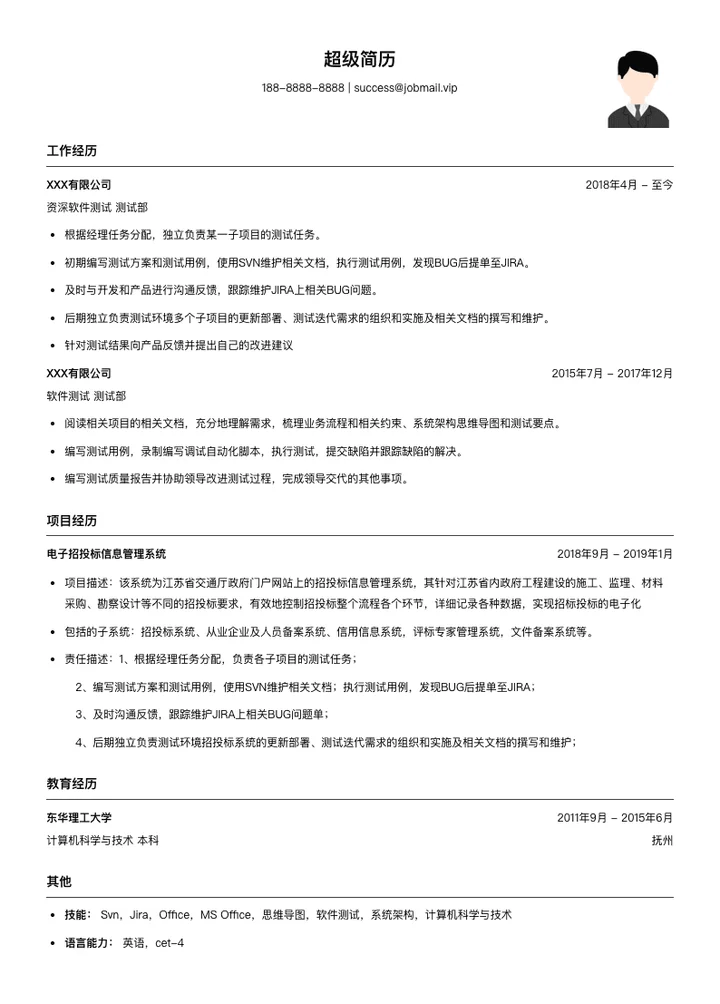 超级简历
188-8888-8888 | success@jobmail.vip
工作经历
XXX有限公司 2018年4月 – 至今
资深软件测试 测试部
• 根据经理任务分配，独立负责某一子项目的测试任务。
• 初期编写测试方案和测试用例，使用SVN维护相关文档，执行测试用例，发现BUG后提单至JIRA。
• 及时与开发和产品进行沟通反馈，跟踪维护JIRA上相关BUG问题。
• 后期独立负责测试环境多个子项目的更新部署、测试迭代需求的组织和实施及相关文档的撰写和维护。
• 针对测试结果向产品反馈并提出自己的改进建议
XXX有限公司 2015年7月 – 2017年12月
软件测试 测试部
• 阅读相关项目的相关文档，充分地理解需求，梳理业务流程和相关约束、系统架构思维导图和测试要点。
• 编写测试用例，录制编写调试自动化脚本，执行测试，提交缺陷并跟踪缺陷的解决。
• 编写测试质量报告并协助领导改进测试过程，完成领导交代的其他事项。
项目经历
电子招投标信息管理系统 2018年9月 – 2019年1月
• 项目描述：该系统为江苏省交通厅政府门户网站上的招投标信息管理系统，其针对江苏省内政府工程建设的施工、监理、材料
采购、勘察设计等不同的招投标要求，有效地控制招投标整个流程各个环节，详细记录各种数据，实现招标投标的电子化
• 包括的子系统：招投标系统、从业企业及人员备案系统、信用信息系统，评标专家管理系统，文件备案系统等。
• 责任描述：1、根据经理任务分配，负责各子项目的测试任务；
2、编写测试方案和测试用例，使用SVN维护相关文档；执行测试用例，发现BUG后提单至JIRA；
3、及时沟通反馈，跟踪维护JIRA上相关BUG问题单；
4、后期独立负责测试环境招投标系统的更新部署、测试迭代需求的组织和实施及相关文档的撰写和维护；
教育经历
东华理工大学 2011年9月 – 2015年6月
计算机科学与技术 本科 抚州
其他
• 技能： Svn，Jira，Office，MS Office，思维导图，软件测试，系统架构，计算机科学与技术
• 语言能力： 英语，cet-4